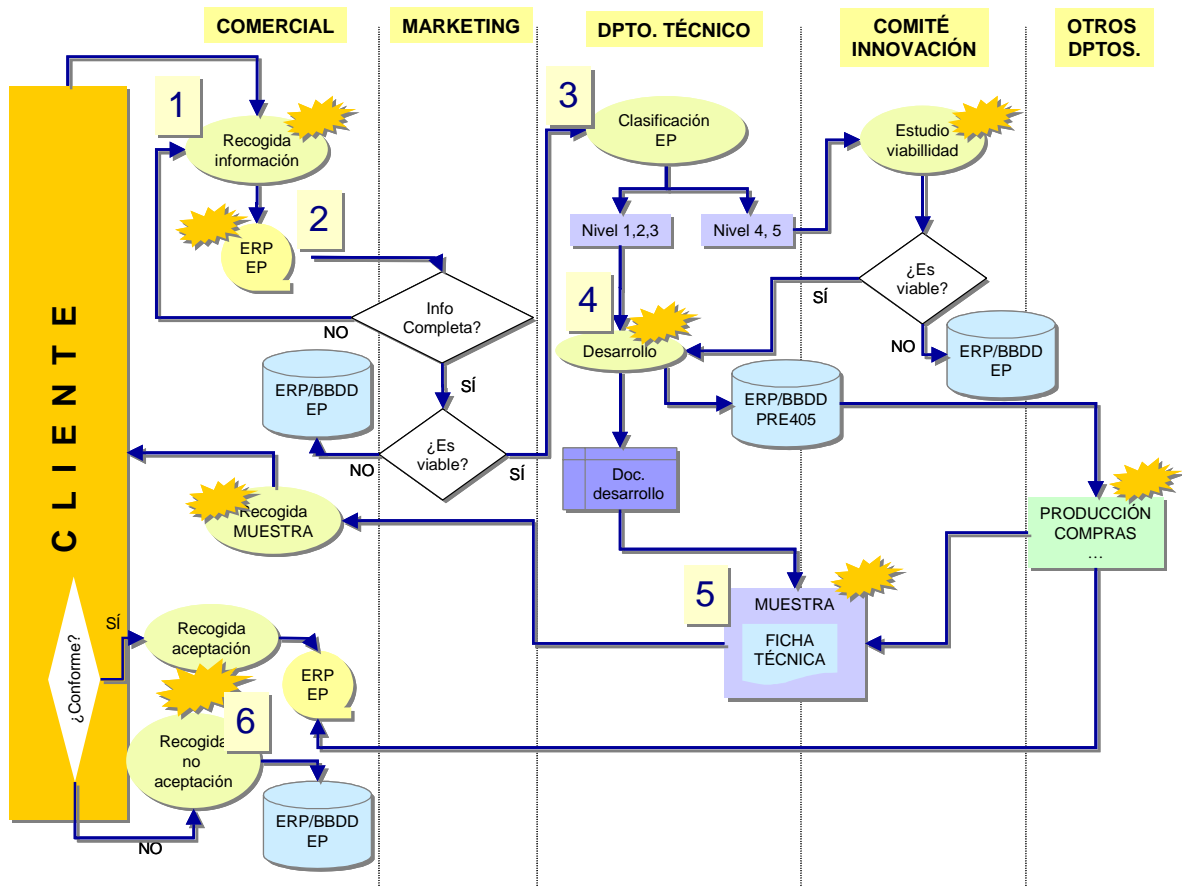 COMERCIAL
MARKETING
DPTO. TÉCNICO
COMITÉ
INNOVACIÓN
OTROS
DPTOS.
CLIENTE
1
Recogida
información
2
ERP
EP
3
Clasificación
EP
Estudio
viabillidad
Nivel 1,2,3
Nivel 4, 5
¿Es
viable?
SÍ
NO
ERP/BBDD
EP
Info
Completa?
NO
SÍ
4
Desarrollo
ERP/BBDD
EP
ERP/BBDD
PRE405
¿Es
viable?
NO
SÍ
Doc.
desarrollo
Recogida
MUESTRA
PRODUCCIÓN
COMPRAS
…
5
MUESTRA
FICHA
TÉCNICA
¿Conforme?
SÍ
Recogida
aceptación
ERP
EP
6
Recogida
no
aceptación
NO
ERP/BBDD
EP